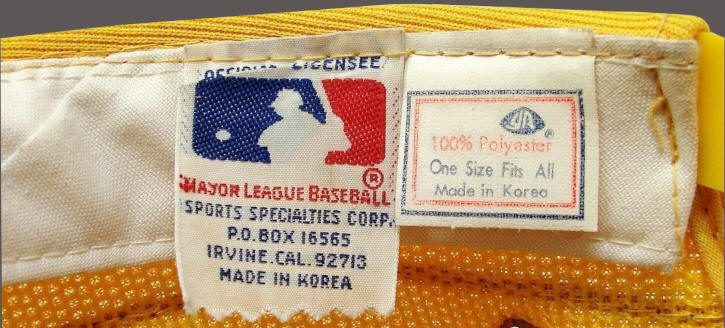 OFFICIAL LICENSEE
®
MAYOR LEAGUE BASEBALL
SPORTS SPECIALTIES CORP.
P.O.BOX 16565
IRVINE.CAL. 92713
MADE IN KOREA
®
100% Polyester
One Size Fits All
Made in Korea